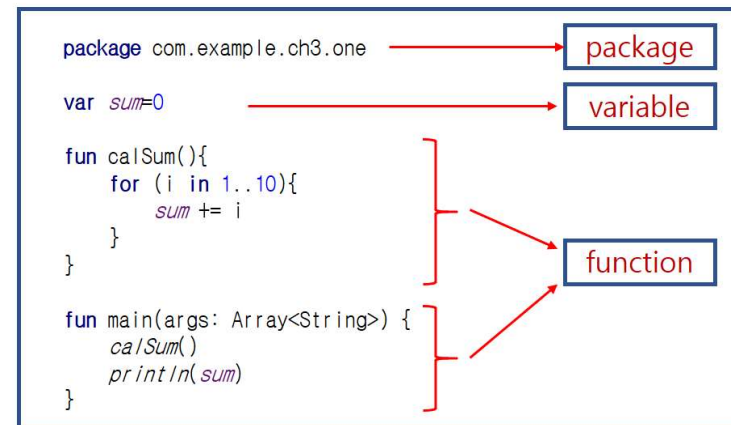 package com.example.ch3.one
package
var sum=0
variable
fun calSum(){
for (i in 1..10){
sum += i
}
}
function
fun main(args: Array<String>) {
calSum()
println(sum)
}